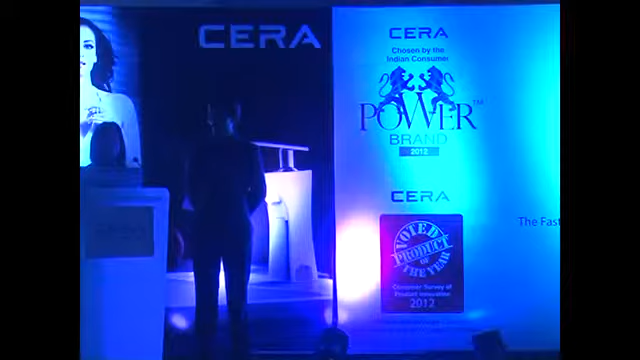 CERA
CERA
Chosen by the
Indian Consumer
POWER™
BRAND
2012
CERA
VOTED
PRODUCT
OF
THE YEAR
Consumer Survey of
Product Innovation
2012
The Fast